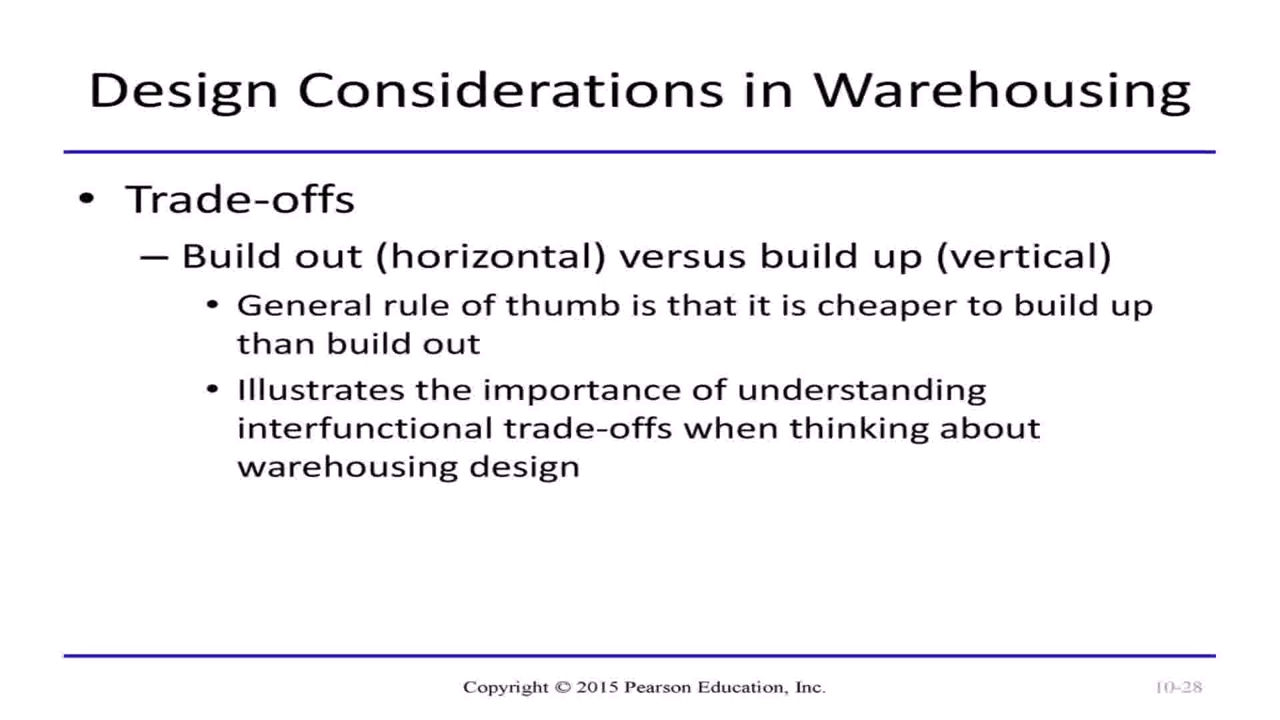 Design Considerations in Warehousing
• Trade-offs
– Build out (horizontal) versus build up (vertical)
• General rule of thumb is that it is cheaper to build up
than build out
• Illustrates the importance of understanding
interfunctional trade-offs when thinking about
warehousing design
Copyright © 2015 Pearson Education, Inc.
10-28